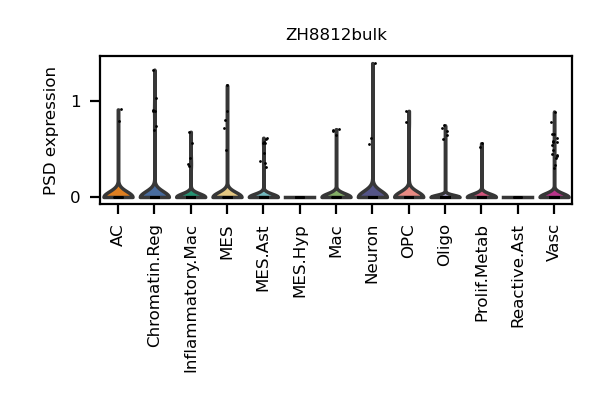 ZH8812bulk
PSD expression
1
0
AC
Chromatin.Reg
Inflammatory.Mac
MES
MES.Ast
MES.Hyp
Mac
Neuron
OPC
Oligo
Prolif.Metab
Reactive.Ast
Vasc